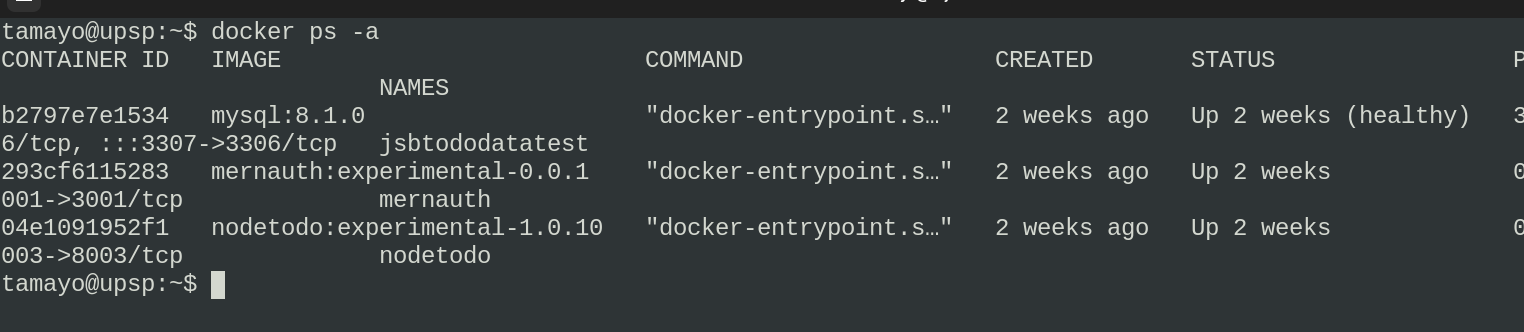 tamayo@upsp:~$ docker ps -a
CONTAINER ID   IMAGE                          COMMAND                  CREATED       STATUS                 P
                           NAMES
b2797e7e1534   mysql:8.1.0                    "docker-entrypoint.s…"   2 weeks ago   Up 2 weeks (healthy)   3
6/tcp, :::3307->3306/tcp   jsbtododatatest
293cf6115283   mernauth:experimental-0.0.1    "docker-entrypoint.s…"   2 weeks ago   Up 2 weeks             0
001->3001/tcp              mernauth
04e1091952f1   nodetodo:experimental-1.0.10   "docker-entrypoint.s…"   2 weeks ago   Up 2 weeks             0
003->8003/tcp              nodetodo
tamayo@upsp:~$